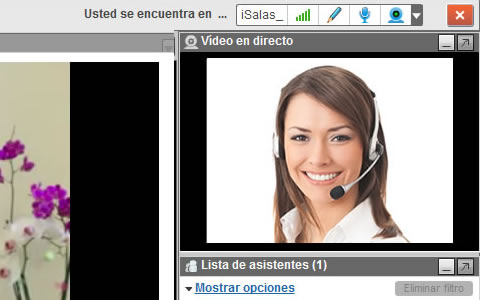 Usted se encuentra en ... iSalas_
Video en directo
Lista de asistentes (1)
Mostrar opciones Eliminar filtro